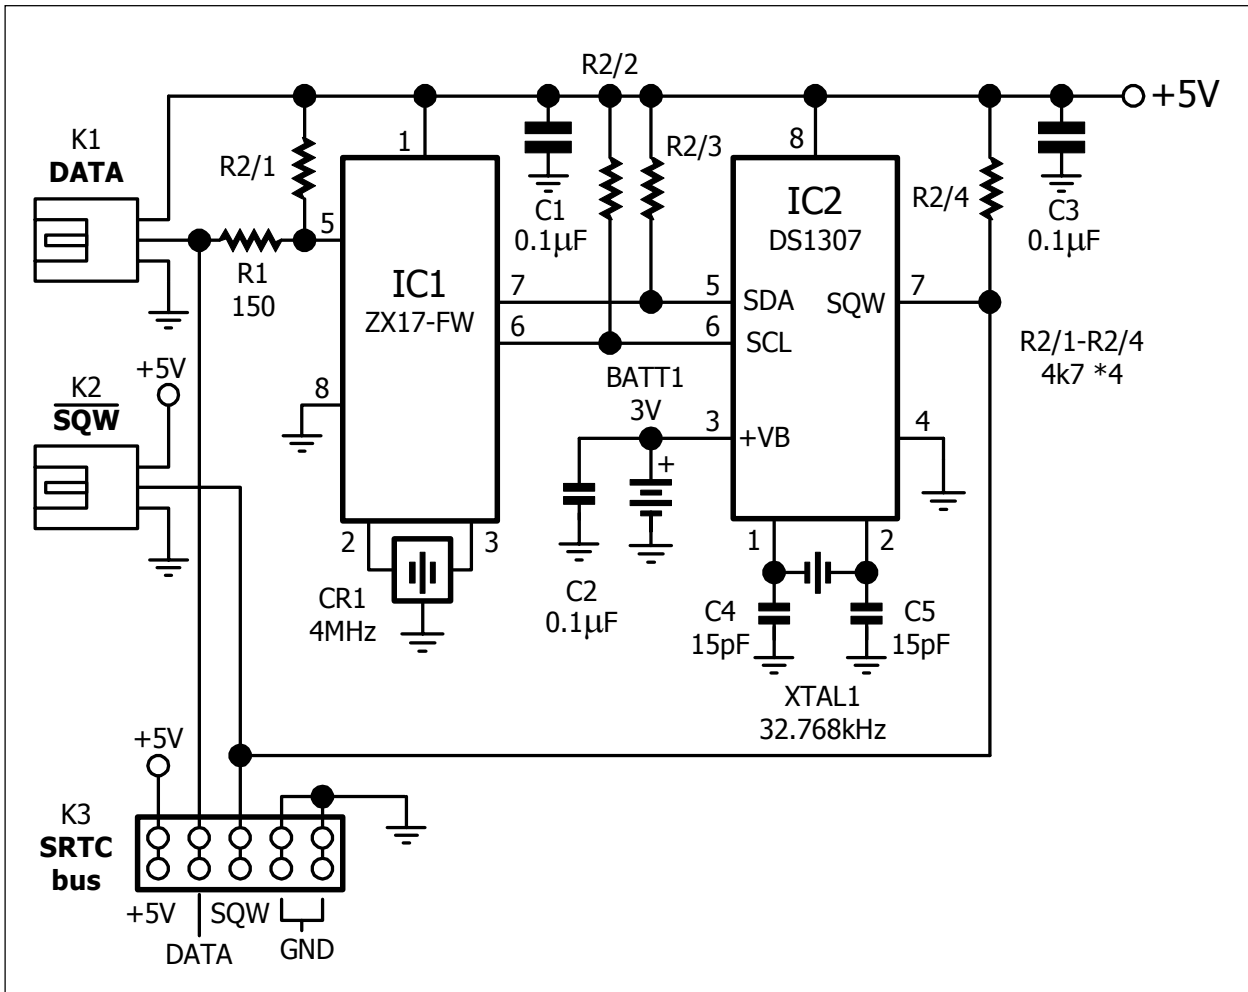 R2/2
+5V
K1
DATA
R2/1
1
R2/3
8
C1
0.1µF
IC2
DS1307
R2/4
C3
0.1µF
5
R1
150
IC1
ZX17-FW
7
5
SDA
SQW
7
6
6
SCL
R2/1-R2/4
4k7 *4
+5V
K2
SQW
8
BATT1
3V
+
3
+VB
4
2
3
CR1
4MHz
C2
0.1µF
1
2
C4
15pF
C5
15pF
XTAL1
32.768kHz
+5V
K3
SRTC
bus
+5V
SQW
DATA
GND